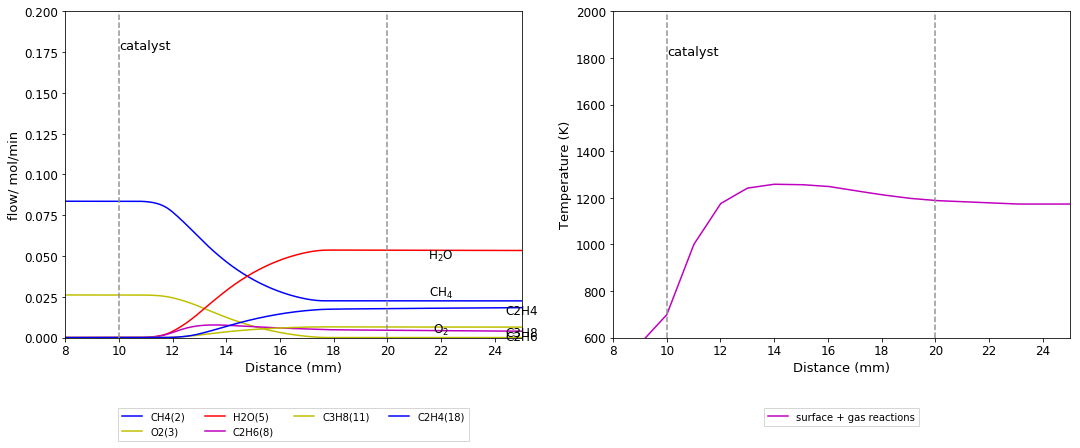 0.200
0.175
0.150
0.125
0.100
0.075
0.050
0.025
0.000
flow/ mol/min
catalyst
H₂O
CH₄
C2H4
O₂
C3H8
C2H6
8 10 12 14 16 18 20 22 24
Distance (mm)
CH4(2) H2O(5) C3H8(11) C2H4(18)
O2(3) C2H6(8)
2000
1800
1600
1400
1200
1000
800
600
Temperature (K)
catalyst
8 10 12 14 16 18 20 22 24
Distance (mm)
surface + gas reactions